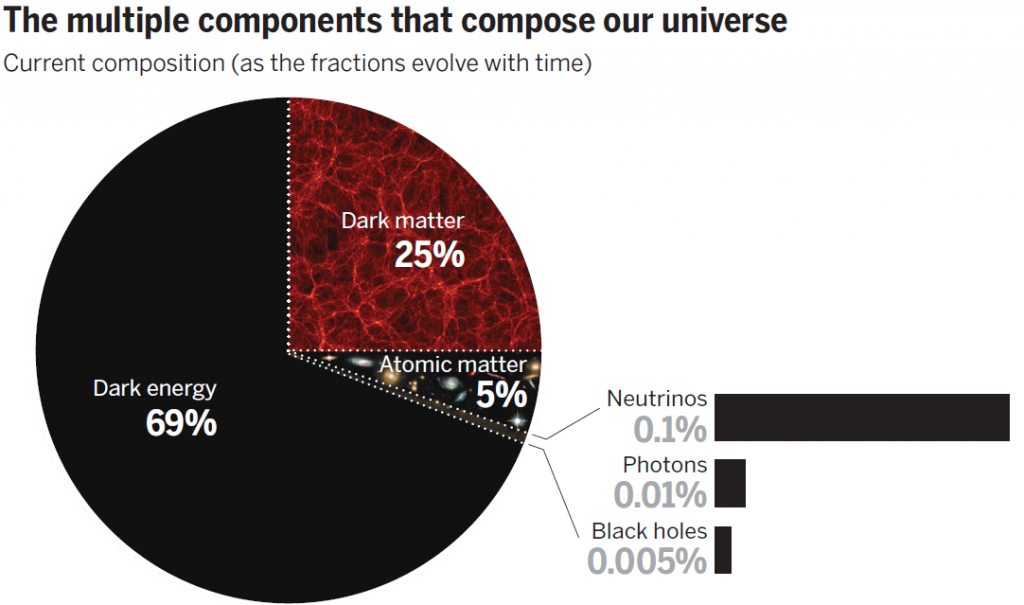 The multiple components that compose our universe
Current composition (as the fractions evolve with time)
Dark matter
25%
Atomic matter
5%
Dark energy
69%
Neutrinos
0.1%
Photons
0.01%
Black holes
0.005%